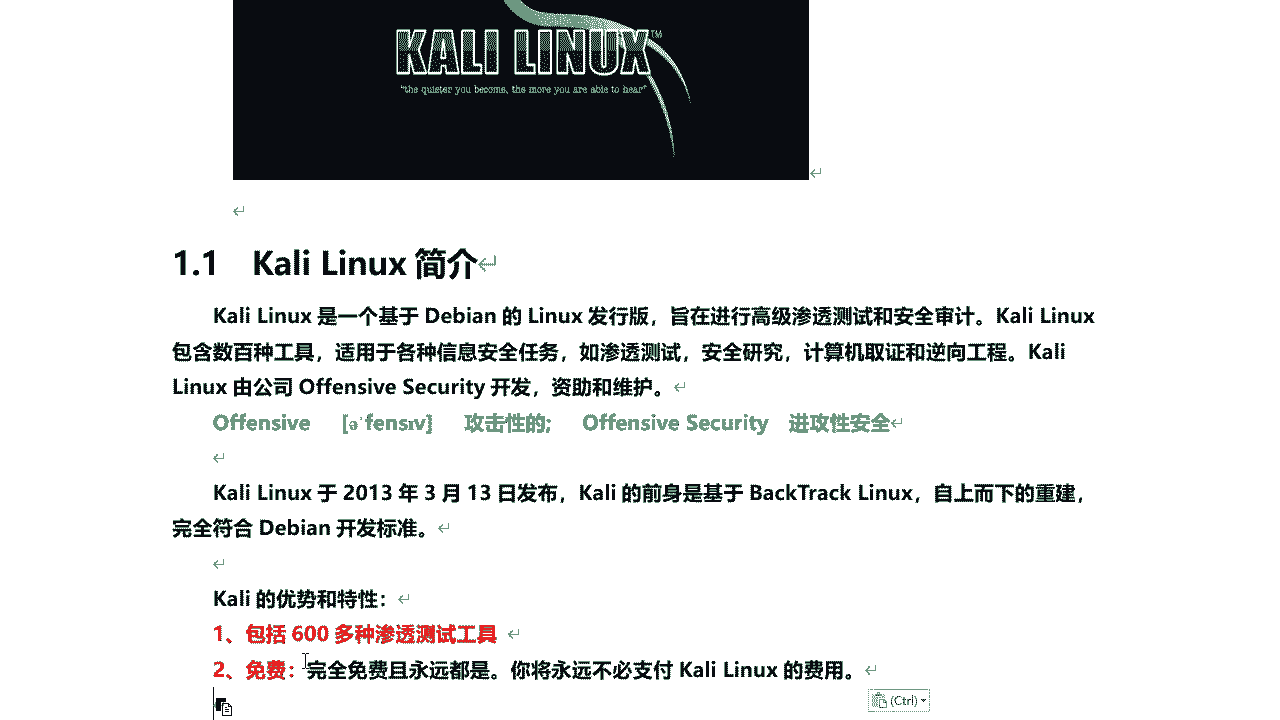 KALI LINUX™
"the quieter you become, the more you are able to hear"
1.1 Kali Linux 简介
Kali Linux 是一个基于 Debian 的 Linux 发行版，旨在进行高级渗透测试和安全审计。Kali Linux
包含数百种工具，适用于各种信息安全任务，如渗透测试，安全研究，计算机取证和逆向工程。Kali
Linux 由公司 Offensive Security 开发，资助和维护。
Offensive [əˈfensɪv] 攻击性的; Offensive Security 进攻性安全
Kali Linux 于 2013 年 3 月 13 日发布，Kali 的前身是基于 BackTrack Linux，自上而下的重建，
完全符合 Debian 开发标准。
Kali 的优势和特性：
1、包括 600 多种渗透测试工具
2、免费：完全免费且永远都是。你将永远不必支付 Kali Linux 的费用。
(Ctrl)